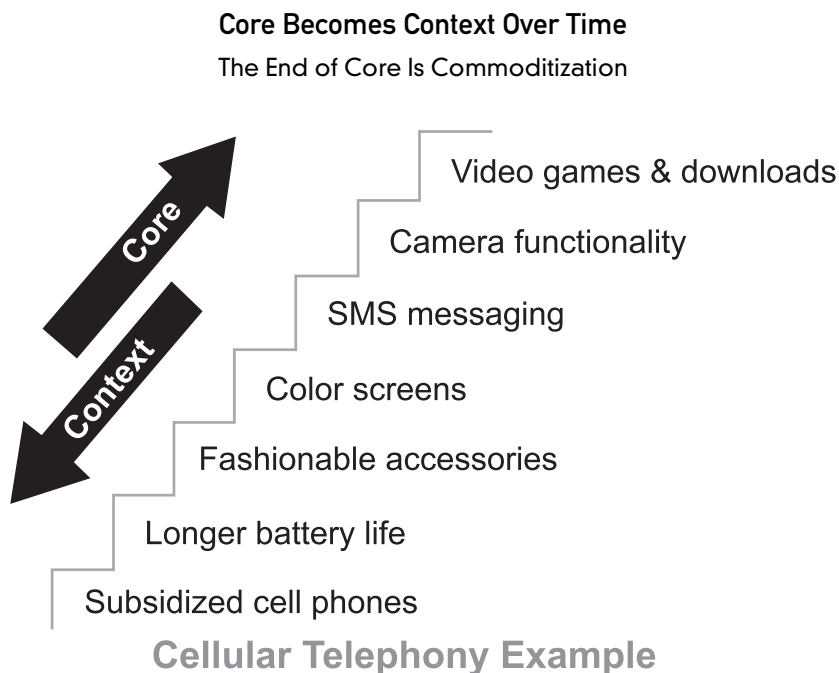 Core Becomes Context Over Time
The End of Core Is Commoditization
Video games & downloads
Core
Camera functionality
SMS messaging
Context
Color screens
Fashionable accessories
Longer battery life
Subsidized cell phones
Cellular Telephony Example